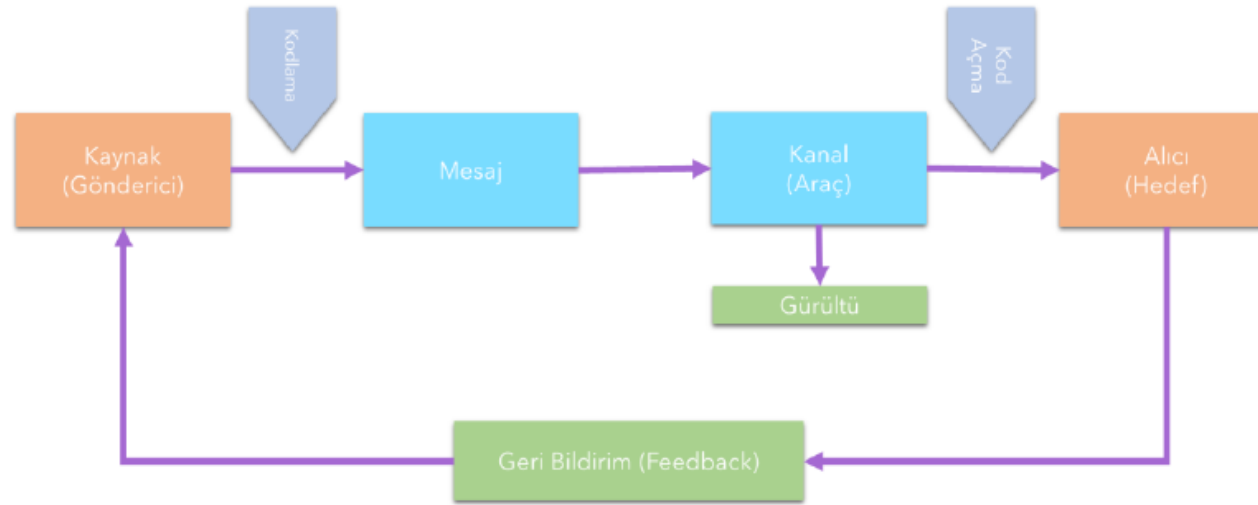 Kodlama
Kod
Açma
Kaynak
(Gönderici)
Mesaj
Kanal
(Araç)
Alıcı
(Hedef)
Gürültü
Geri Bildirim (Feedback)